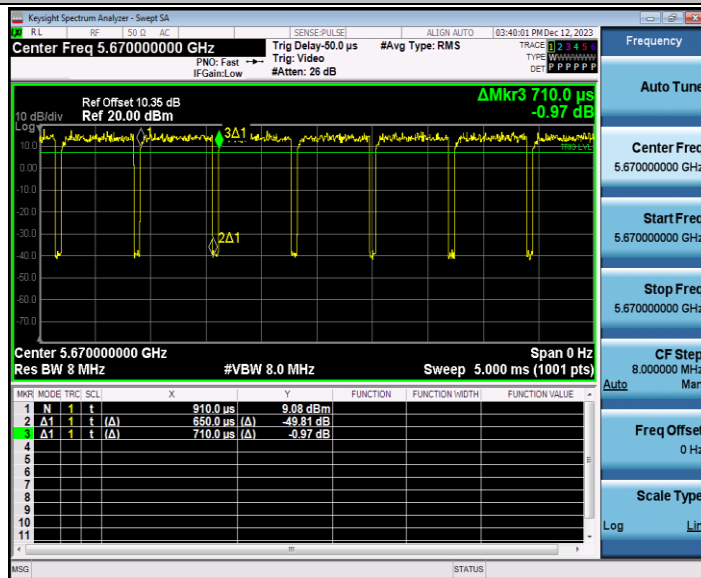 Keysight Spectrum Analyzer - Swept SA
RL RF 50 Ω AC SENSE:PULSE ALIGN AUTO 03:40:01 PM Dec 12, 2023
Center Freq 5.670000000 GHz
PNO: Fast
IFGain:Low
Trig Delay-50.0 µs
Trig: Video
#Atten: 26 dB
#Avg Type: RMS
TRACE 1 2 3 4 5 6
TYPE WWWWWW
DET P P P P P P
ΔMkr3 710.0 µs
-0.97 dB
Ref Offset 10.35 dB
10 dB/div Ref 20.00 dBm
Log
1
3Δ1
TRIG LVL
10.0
0.00
-10.0
-20.0
-30.0
2Δ1
-40.0
-50.0
-60.0
-70.0
Center 5.670000000 GHz Span 0 Hz
Res BW 8 MHz #VBW 8.0 MHz Sweep 5.000 ms (1001 pts)
MKR MODE TRC SCL X Y FUNCTION FUNCTION WIDTH FUNCTION VALUE
1 N 1 t 910.0 µs 9.08 dBm
2 Δ1 1 t (Δ) 650.0 µs (Δ) -49.81 dB
3 Δ1 1 t (Δ) 710.0 µs (Δ) -0.97 dB
4
5
6
7
8
9
10
11
MSG STATUS
Frequency
Auto Tune
Center Freq
5.670000000 GHz
Start Freq
5.670000000 GHz
Stop Freq
5.670000000 GHz
CF Step
8.000000 MHz
Auto Man
Freq Offset
0 Hz
Scale Type
Log Lin